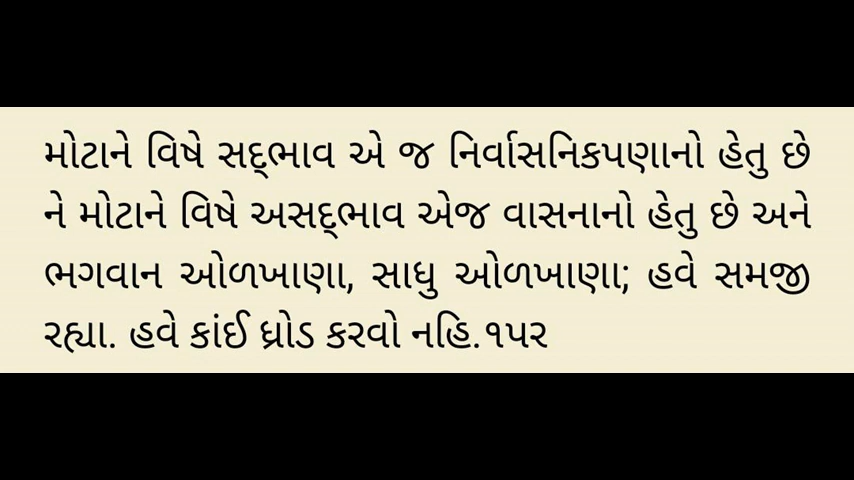 મોટાને વિષે સદ્‌ભાવ એ જ નિર્વાસનિકપણાનો હેતુ છે
ને મોટાને વિષે અસદ્‌ભાવ એજ વાસનાનો હેતુ છે અને
ભગવાન ઓળખાણા, સાધુ ઓળખાણા; હવે સમજી
રહ્યા. હવે કાંઈ ધ્રોડ કરવો નહિ.૧૫૨